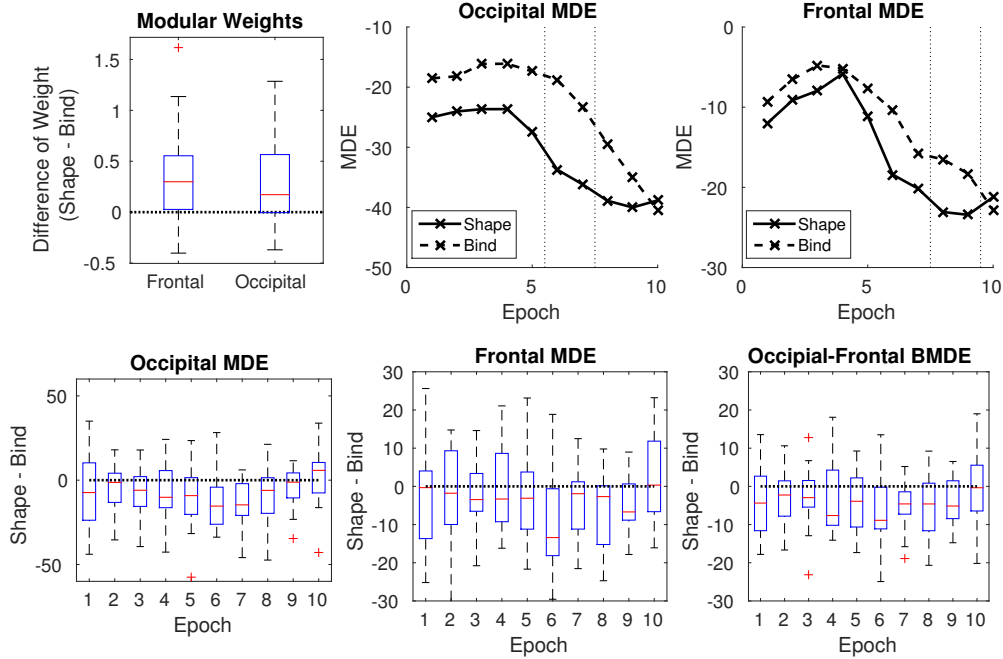 Modular Weights
Difference of Weight
(Shape - Bind)
1.5
1
0.5
0
-0.5
Frontal Occipital
Occipital MDE
MDE
-10
-20
-30
-40
-50
Shape
Bind
0 5 10
Epoch
Frontal MDE
MDE
0
-10
-20
-30
Shape
Bind
0 5 10
Epoch
Occipital MDE
Shape - Bind
50
0
-50
1 2 3 4 5 6 7 8 9 10
Epoch
Frontal MDE
Shape - Bind
30
20
10
0
-10
-20
-30
1 2 3 4 5 6 7 8 9 10
Epoch
Occipial-Frontal BMDE
Shape - Bind
30
20
10
0
-10
-20
-30
1 2 3 4 5 6 7 8 9 10
Epoch